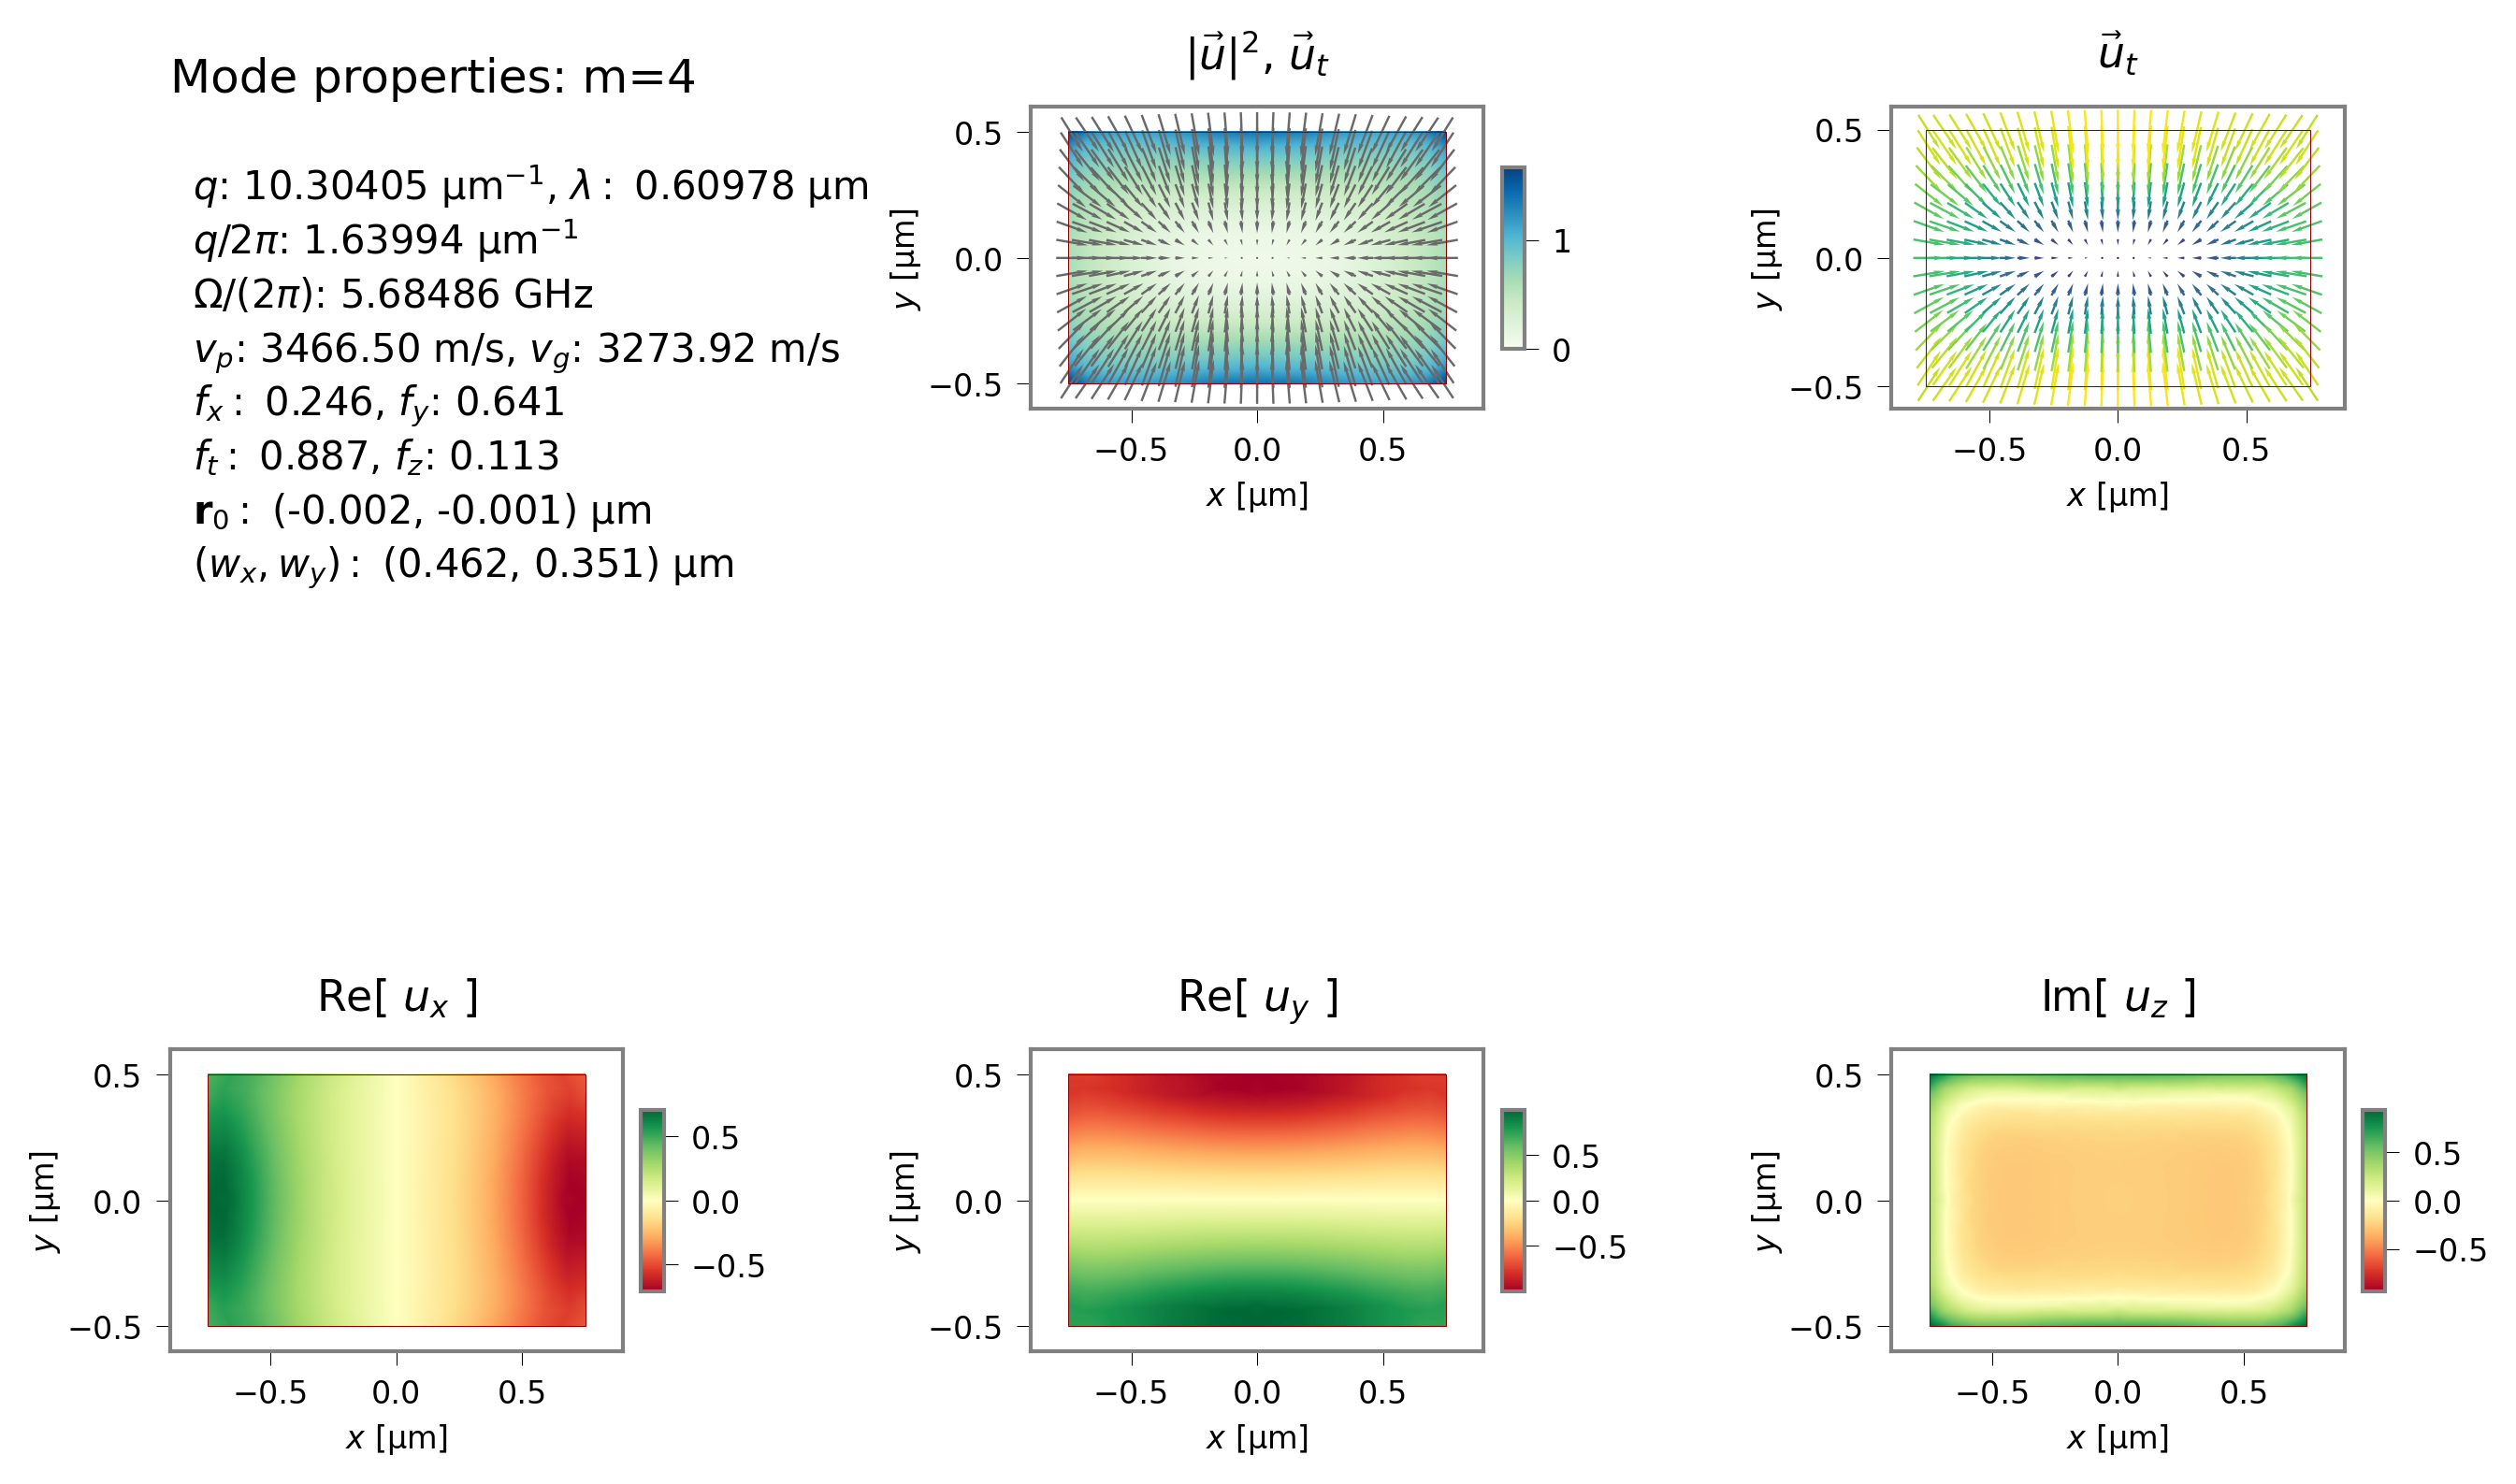 Mode properties: m=4
q: 10.30405 μm⁻¹, λ : 0.60978 μm
q/2π: 1.63994 μm⁻¹
Ω/(2π): 5.68486 GHz
vₚ: 3466.50 m/s, v_g: 3273.92 m/s
fₓ : 0.246, f_y: 0.641
f_t : 0.887, f_z: 0.113
r₀ : (-0.002, -0.001) μm
(wₓ, w_y) : (0.462, 0.351) μm
|u⃗|², u⃗_t
y [μm]
0.5
0.0
−0.5
−0.5 0.0 0.5
x [μm]
1
0
u⃗_t
y [μm]
0.5
0.0
−0.5
−0.5 0.0 0.5
x [μm]
Re[ uₓ ]
y [μm]
0.5
0.0
−0.5
−0.5 0.0 0.5
x [μm]
0.5
0.0
−0.5
Re[ u_y ]
y [μm]
0.5
0.0
−0.5
−0.5 0.0 0.5
x [μm]
0.5
0.0
−0.5
Im[ u_z ]
y [μm]
0.5
0.0
−0.5
−0.5 0.0 0.5
x [μm]
0.5
0.0
−0.5